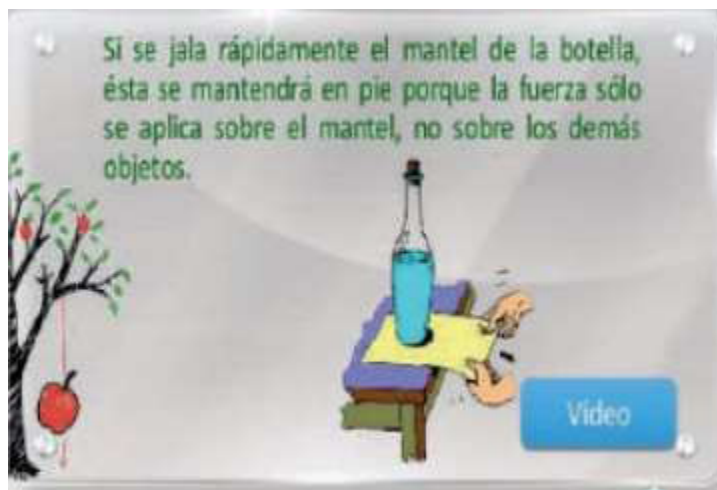 Si se jala rápidamente el mantel de la botella,
ésta se mantendrá en pie porque la fuerza sólo
se aplica sobre el mantel, no sobre los demás
objetos.
Video